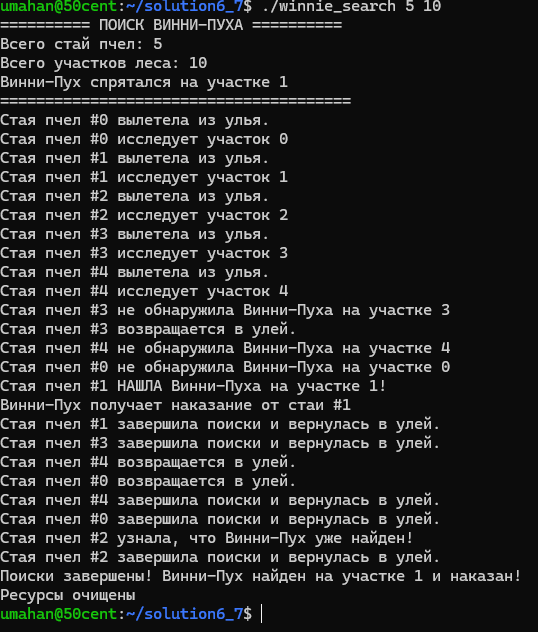 umahan@50cent:~/solution6_7$ ./winnie_search 5 10
========== ПОИСК ВИННИ-ПУХА ==========
Всего стай пчел: 5
Всего участков леса: 10
Винни-Пух спрятался на участке 1
=======================================
Стая пчел #0 вылетела из улья.
Стая пчел #0 исследует участок 0
Стая пчел #1 вылетела из улья.
Стая пчел #1 исследует участок 1
Стая пчел #2 вылетела из улья.
Стая пчел #2 исследует участок 2
Стая пчел #3 вылетела из улья.
Стая пчел #3 исследует участок 3
Стая пчел #4 вылетела из улья.
Стая пчел #4 исследует участок 4
Стая пчел #3 не обнаружила Винни-Пуха на участке 3
Стая пчел #3 возвращается в улей.
Стая пчел #4 не обнаружила Винни-Пуха на участке 4
Стая пчел #0 не обнаружила Винни-Пуха на участке 0
Стая пчел #1 НАШЛА Винни-Пуха на участке 1!
Винни-Пух получает наказание от стаи #1
Стая пчел #1 завершила поиски и вернулась в улей.
Стая пчел #3 завершила поиски и вернулась в улей.
Стая пчел #4 возвращается в улей.
Стая пчел #0 возвращается в улей.
Стая пчел #4 завершила поиски и вернулась в улей.
Стая пчел #0 завершила поиски и вернулась в улей.
Стая пчел #2 узнала, что Винни-Пух уже найден!
Стая пчел #2 завершила поиски и вернулась в улей.
Поиски завершены! Винни-Пух найден на участке 1 и наказан!
Ресурсы очищены
umahan@50cent:~/solution6_7$